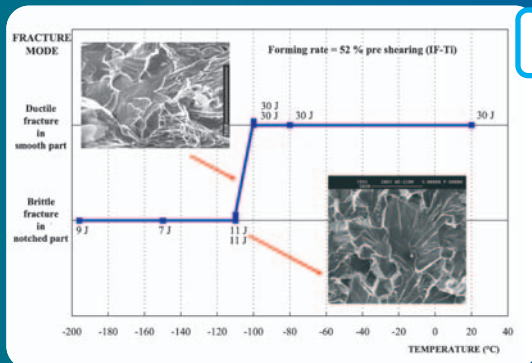 FRACTURE
MODE
Forming rate = 52 % pre shearing (IF-Ti)
30 J
30 J
30 J
30 J
Ductile
fracture
in
smooth part
Brittle
fracture
in
notched part
9 J
7 J
11 J
11 J
-200 -180 -160 -140 -120 -100 -80 -60 -40 -20 0 20 40
TEMPERATURE (°C)